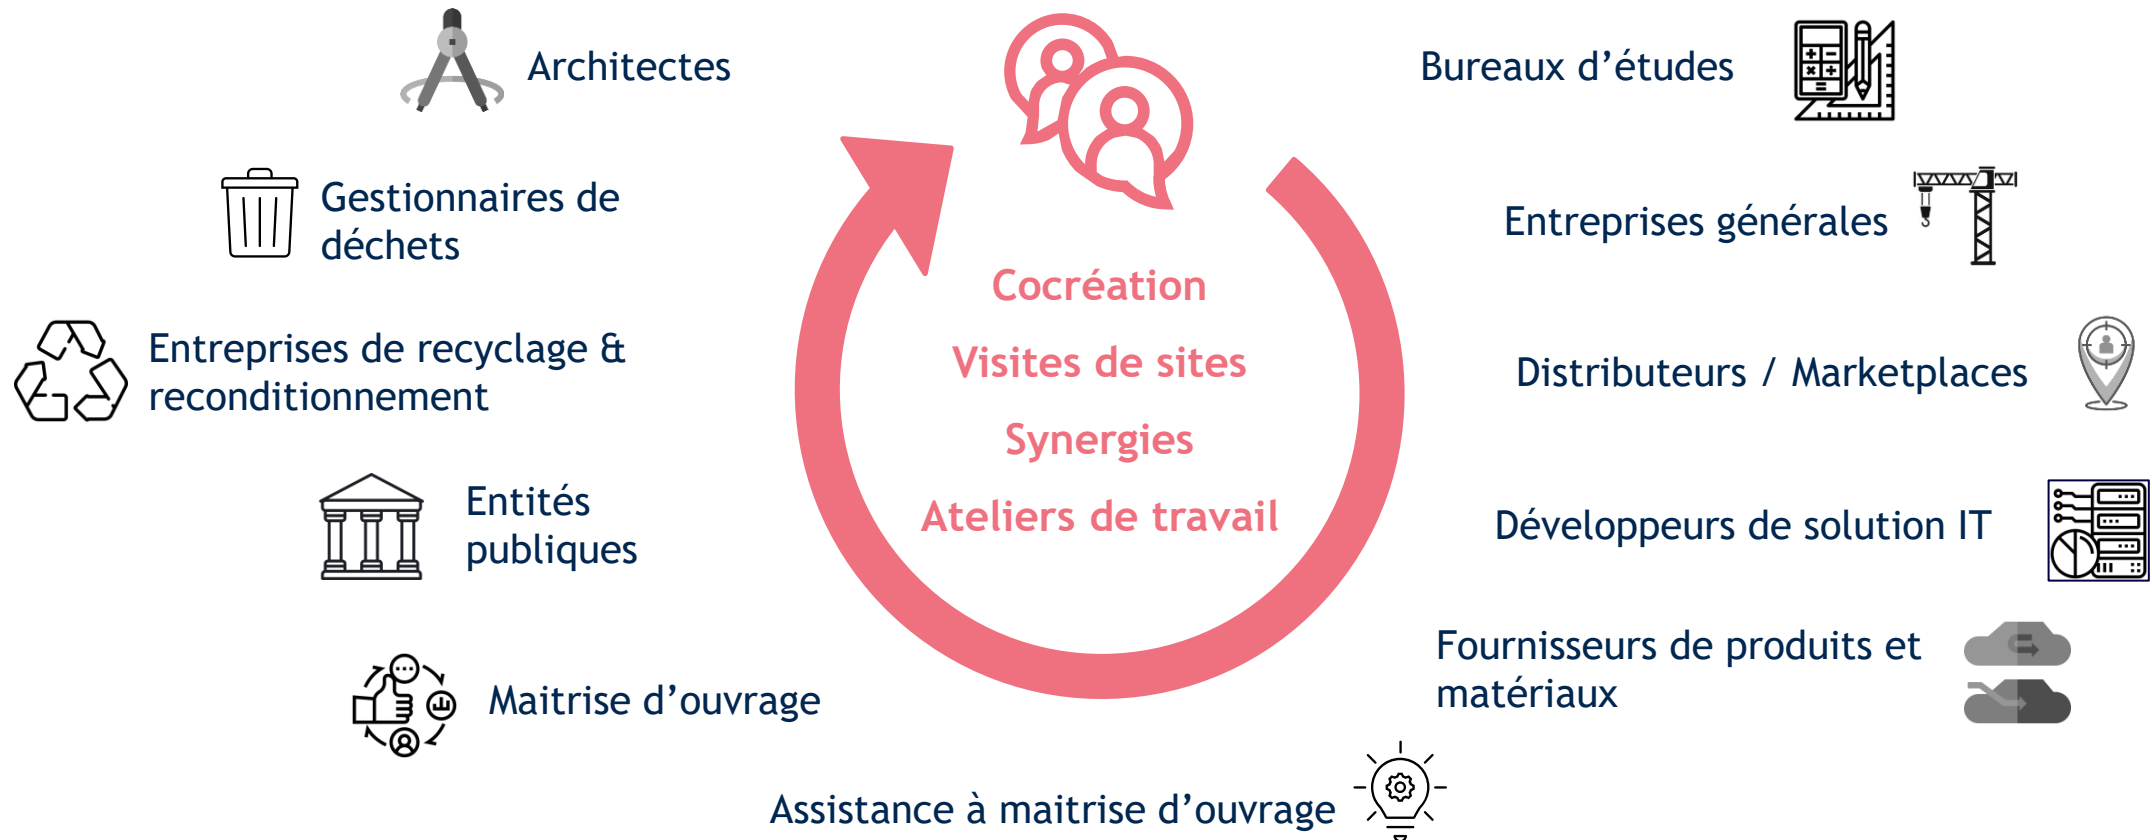 Architectes
Bureaux d’études
Gestionnaires de
déchets
Entreprises générales
Cocréation
Visites de sites
Synergies
Ateliers de travail
Entreprises de recyclage &
reconditionnement
Distributeurs / Marketplaces
Entités
publiques
Développeurs de solution IT
Maitrise d’ouvrage
Fournisseurs de produits et
matériaux
Assistance à maitrise d’ouvrage